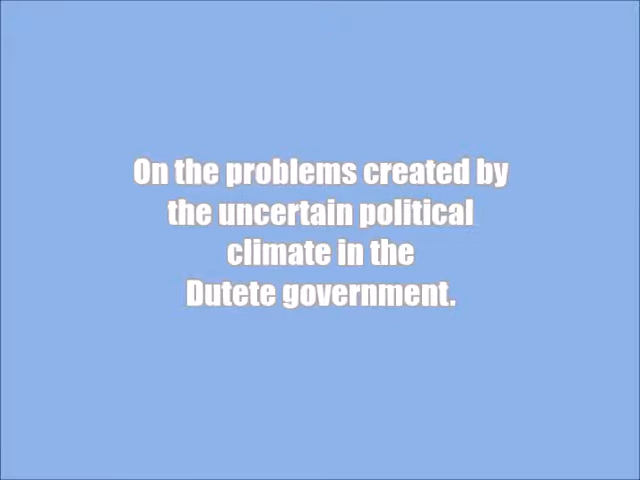 On the problems created by
the uncertain political
climate in the
Dutete government.